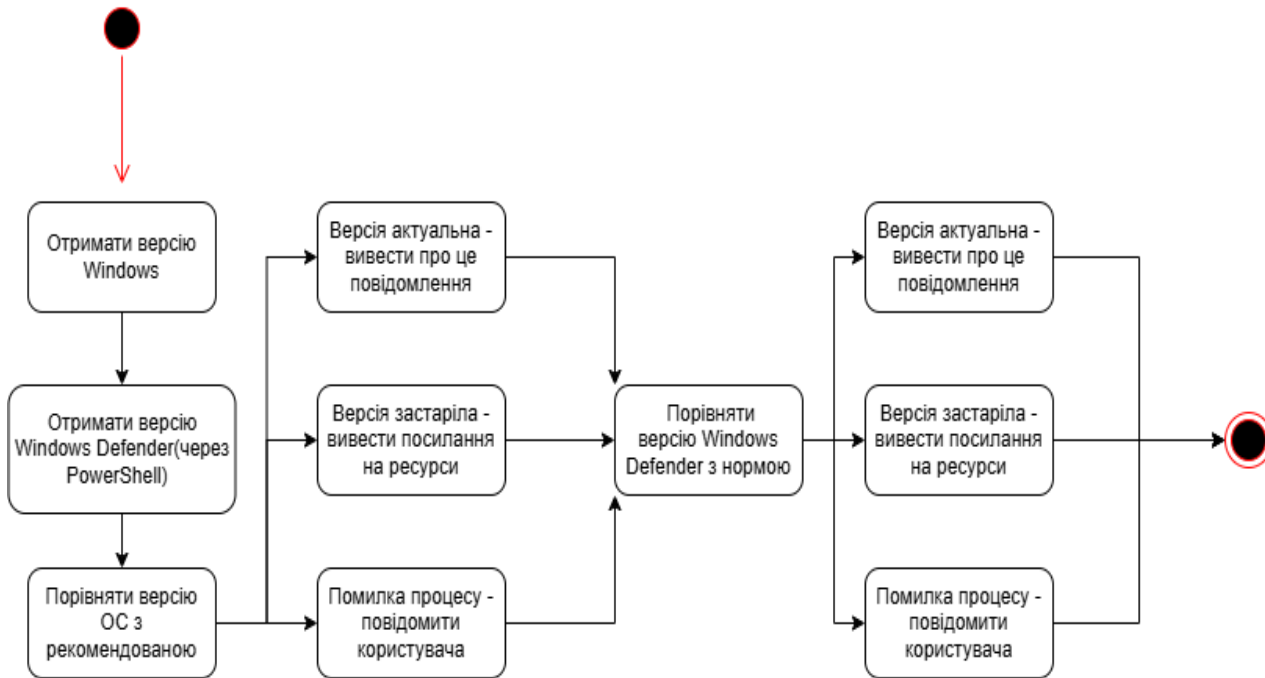 Отримати версію
Windows
Отримати версію
Windows Defender(через
PowerShell)
Порівняти версію
ОС з
рекомендованою
Версія актуальна -
вивести про це
повідомлення
Версія застаріла -
вивести посилання
на ресурси
Помилка процесу -
повідомити
користувача
Порівняти
версію Windows
Defender з нормою
Версія актуальна -
вивести про це
повідомлення
Версія застаріла -
вивести посилання
на ресурси
Помилка процесу -
повідомити
користувача